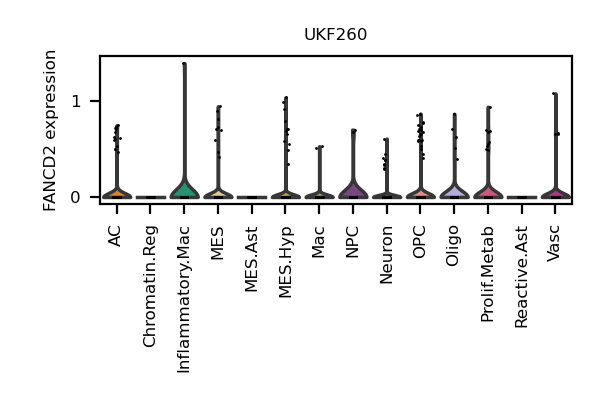 UKF260
FANCD2 expression
1
0
AC
Chromatin.Reg
Inflammatory.Mac
MES
MES.Ast
MES.Hyp
Mac
NPC
Neuron
OPC
Oligo
Prolif.Metab
Reactive.Ast
Vasc